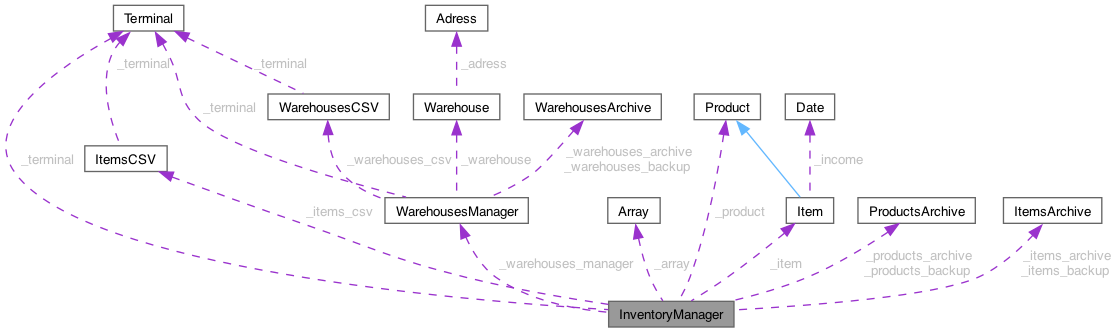 Terminal
Adress
_terminal
_terminal
_adress
WarehousesCSV
Warehouse
WarehousesArchive
Product
Date
_terminal
_terminal
ItemsCSV
_warehouses_csv
_warehouse
_warehouses_archive
_warehouses_backup
_income
_items_csv
WarehousesManager
Array
_product
Item
ProductsArchive
ItemsArchive
_warehouses_manager
_array
_item
_products_archive
_products_backup
_items_archive
_items_backup
InventoryManager